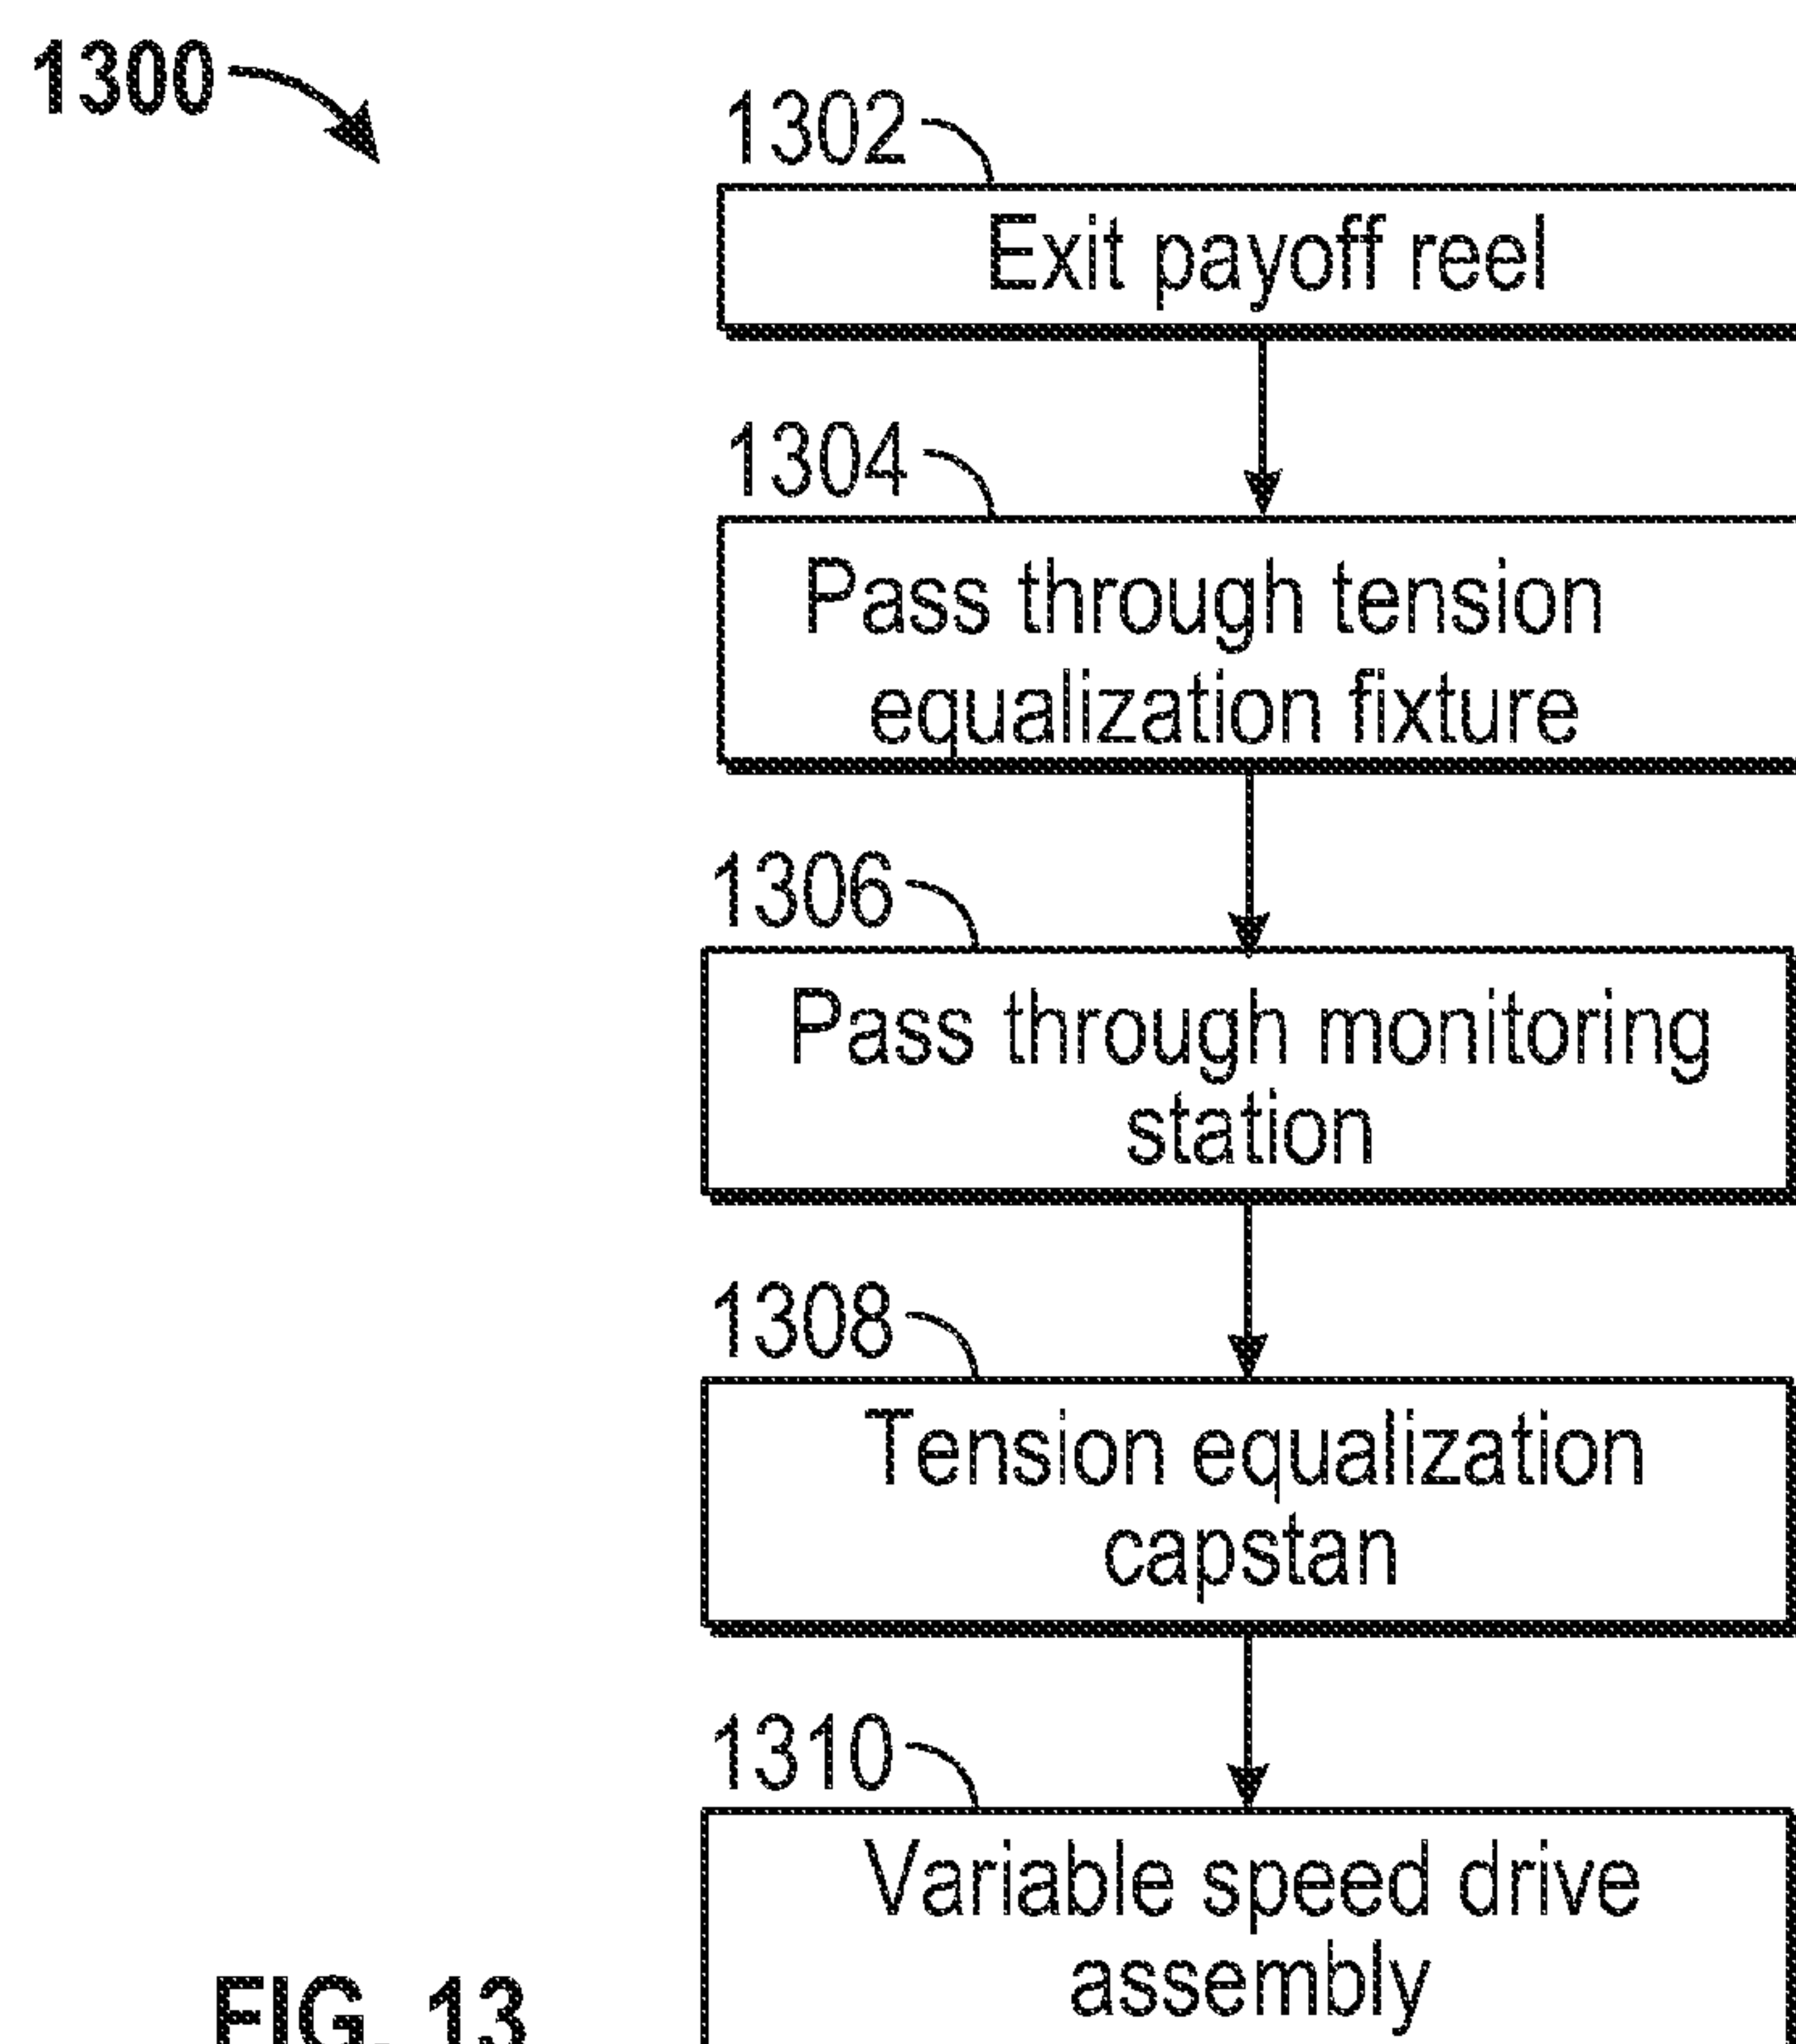 1300
1302
Exit payoff reel
1304
Pass through tension
equalization fixture
1306
Pass through monitoring
station
1308
Tension equalization
capstan
1310
Variable speed drive
assembly
FIG. 13